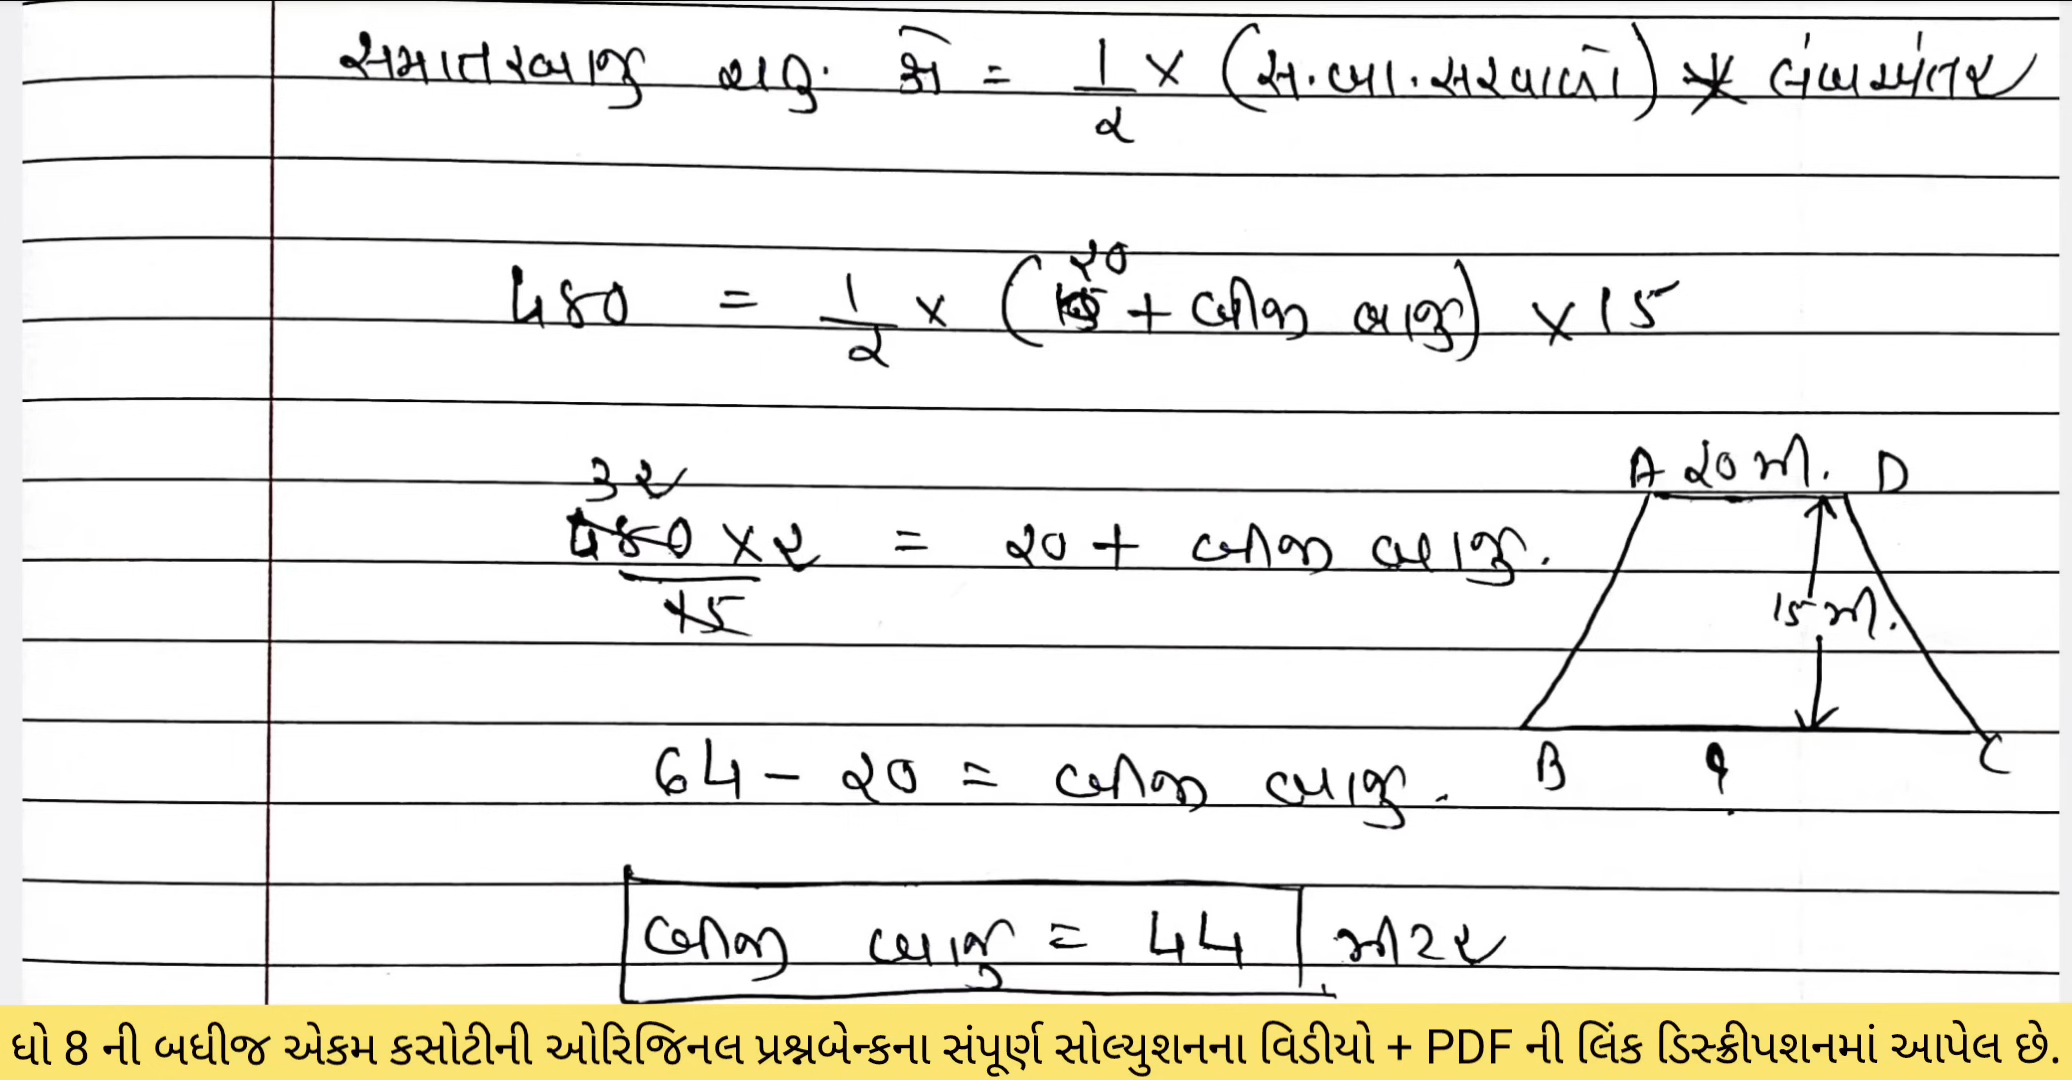 સમાતરબાજુ ચતુ. ક્ષે = 1/2 × (સ.બા.સરવાળો) * લંબઅંતર
20
480 = 1/2 × ( + બીજી બાજુ) × 15
32
480 × 2 / 15 = 20 + બીજી બાજુ.
A 20 મી. D
15 મી.
64 - 20 = બીજી બાજુ.
B ? C
બીજી બાજુ = 44 મીટર
ધો 8 ની બધીજ એકમ કસોટીની ઓરિજિનલ પ્રશ્નબેન્કના સંપૂર્ણ સોલ્યુશનના વિડીયો + PDF ની લિંક ડિસ્ક્રીપશનમાં આપેલ છે.